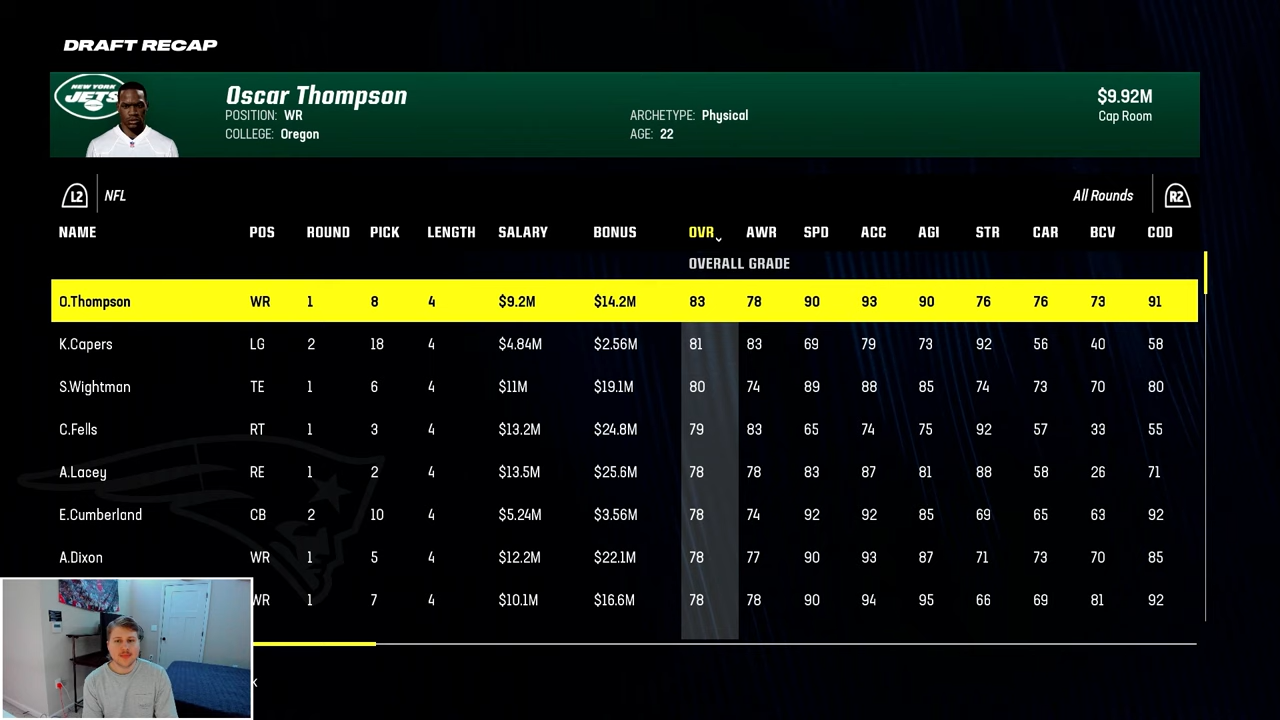 DRAFT RECAP
NEW YORK
JETS
Oscar Thompson
POSITION: WR
COLLEGE: Oregon
ARCHETYPE: Physical
AGE: 22
$9.92M
Cap Room
L2 NFL All Rounds R2
NAME POS ROUND PICK LENGTH SALARY BONUS OVR AWR SPD ACC AGI STR CAR BCV COD
OVERALL GRADE
O.Thompson WR 1 8 4 $9.2M $14.2M 83 78 90 93 90 76 76 73 91
K.Capers LG 2 18 4 $4.84M $2.56M 81 83 69 79 73 92 56 40 58
S.Wightman TE 1 6 4 $11M $19.1M 80 74 89 88 85 74 73 70 80
C.Fells RT 1 3 4 $13.2M $24.8M 79 83 65 74 75 92 57 33 55
A.Lacey RE 1 2 4 $13.5M $25.6M 78 78 83 87 81 88 58 26 71
E.Cumberland CB 2 10 4 $5.24M $3.56M 78 74 92 92 85 69 65 63 92
A.Dixon WR 1 5 4 $12.2M $22.1M 78 77 90 93 87 71 73 70 85
WR 1 7 4 $10.1M $16.6M 78 78 90 94 95 66 69 81 92